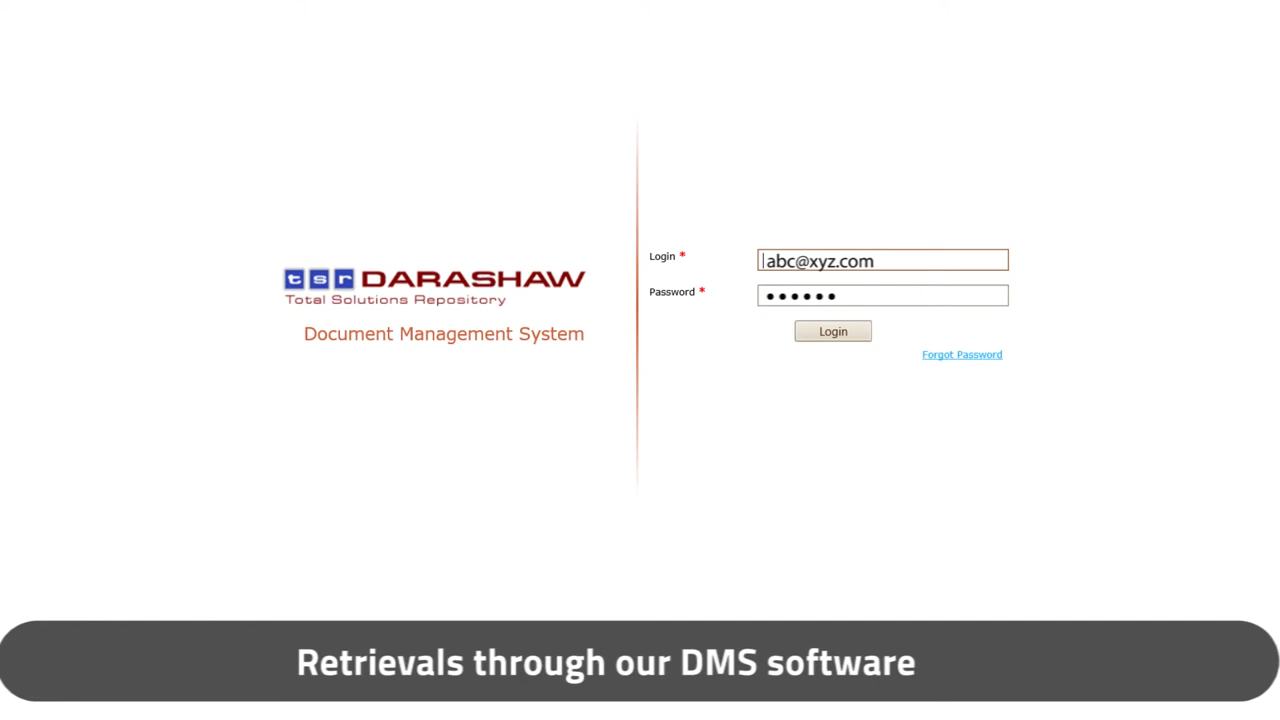 tsr DARASHAW
Total Solutions Repository
Document Management System
Login *
abc@xyz.com
Password *
••••••
Login
Forgot Password
Retrievals through our DMS software